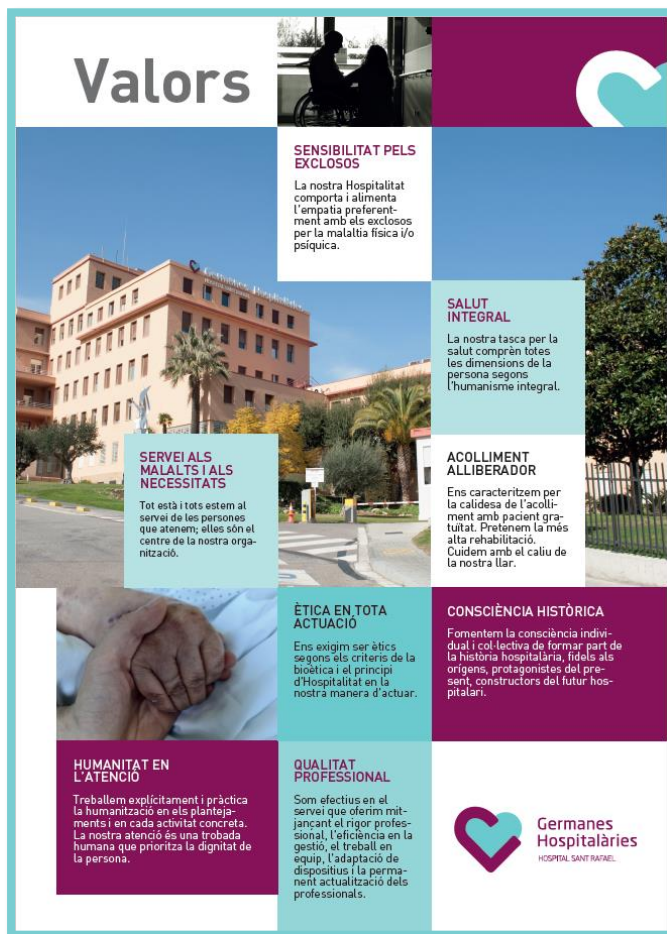 Valors
SENSIBILITAT PELS
EXCLOSOS
La nostra Hospitalitat
comporta i alimenta
l'empatia preferent-
ment amb els exclosos
per la malaltia física i/o
psíquica.
Germanes Hospitalàries
SALUT
INTEGRAL
La nostra tasca per la
salut comprèn totes
les dimensions de la
persona segons
l'humanisme integral.
SERVEI ALS
MALALTS I ALS
NECESSITATS
Tot està i tots estem al
servei de les persones
que atenem; elles són el
centre de la nostra orga-
nització.
ACOLLIMENT
ALLIBERADOR
Ens caracteritzem per
la calidesa de l'acolli-
ment amb pacient gra-
tuïtat. Pretenem la més
alta rehabilitació.
Cuidem amb el caliu de
la nostra llar.
ÈTICA EN TOTA
ACTUACIÓ
Ens exigim ser ètics
segons els criteris de la
bioètica i el principi
d'Hospitalitat en la
nostra manera d'actuar.
CONSCIÈNCIA HISTÒRICA
Fomentem la consciència indivi-
dual i col·lectiva de formar part de
la història hospitalària, fidels als
orígens, protagonistes del pre-
sent, constructors del futur hos-
pitalari.
HUMANITAT EN
L'ATENCIÓ
Treballem explícitament i pràctica
la humanització en els planteja-
ments i en cada activitat concreta.
La nostra atenció és una trobada
humana que prioritza la dignitat de
la persona.
QUALITAT
PROFESSIONAL
Som efectius en el
servei que oferim mit-
jançant el rigor profes-
sional, l'eficiència en la
gestió, el treball en
equip, l'adaptació de
dispositius i la perma-
nent actualització dels
professionals.
Germanes
Hospitalàries
HOSPITAL SANT RAFAEL